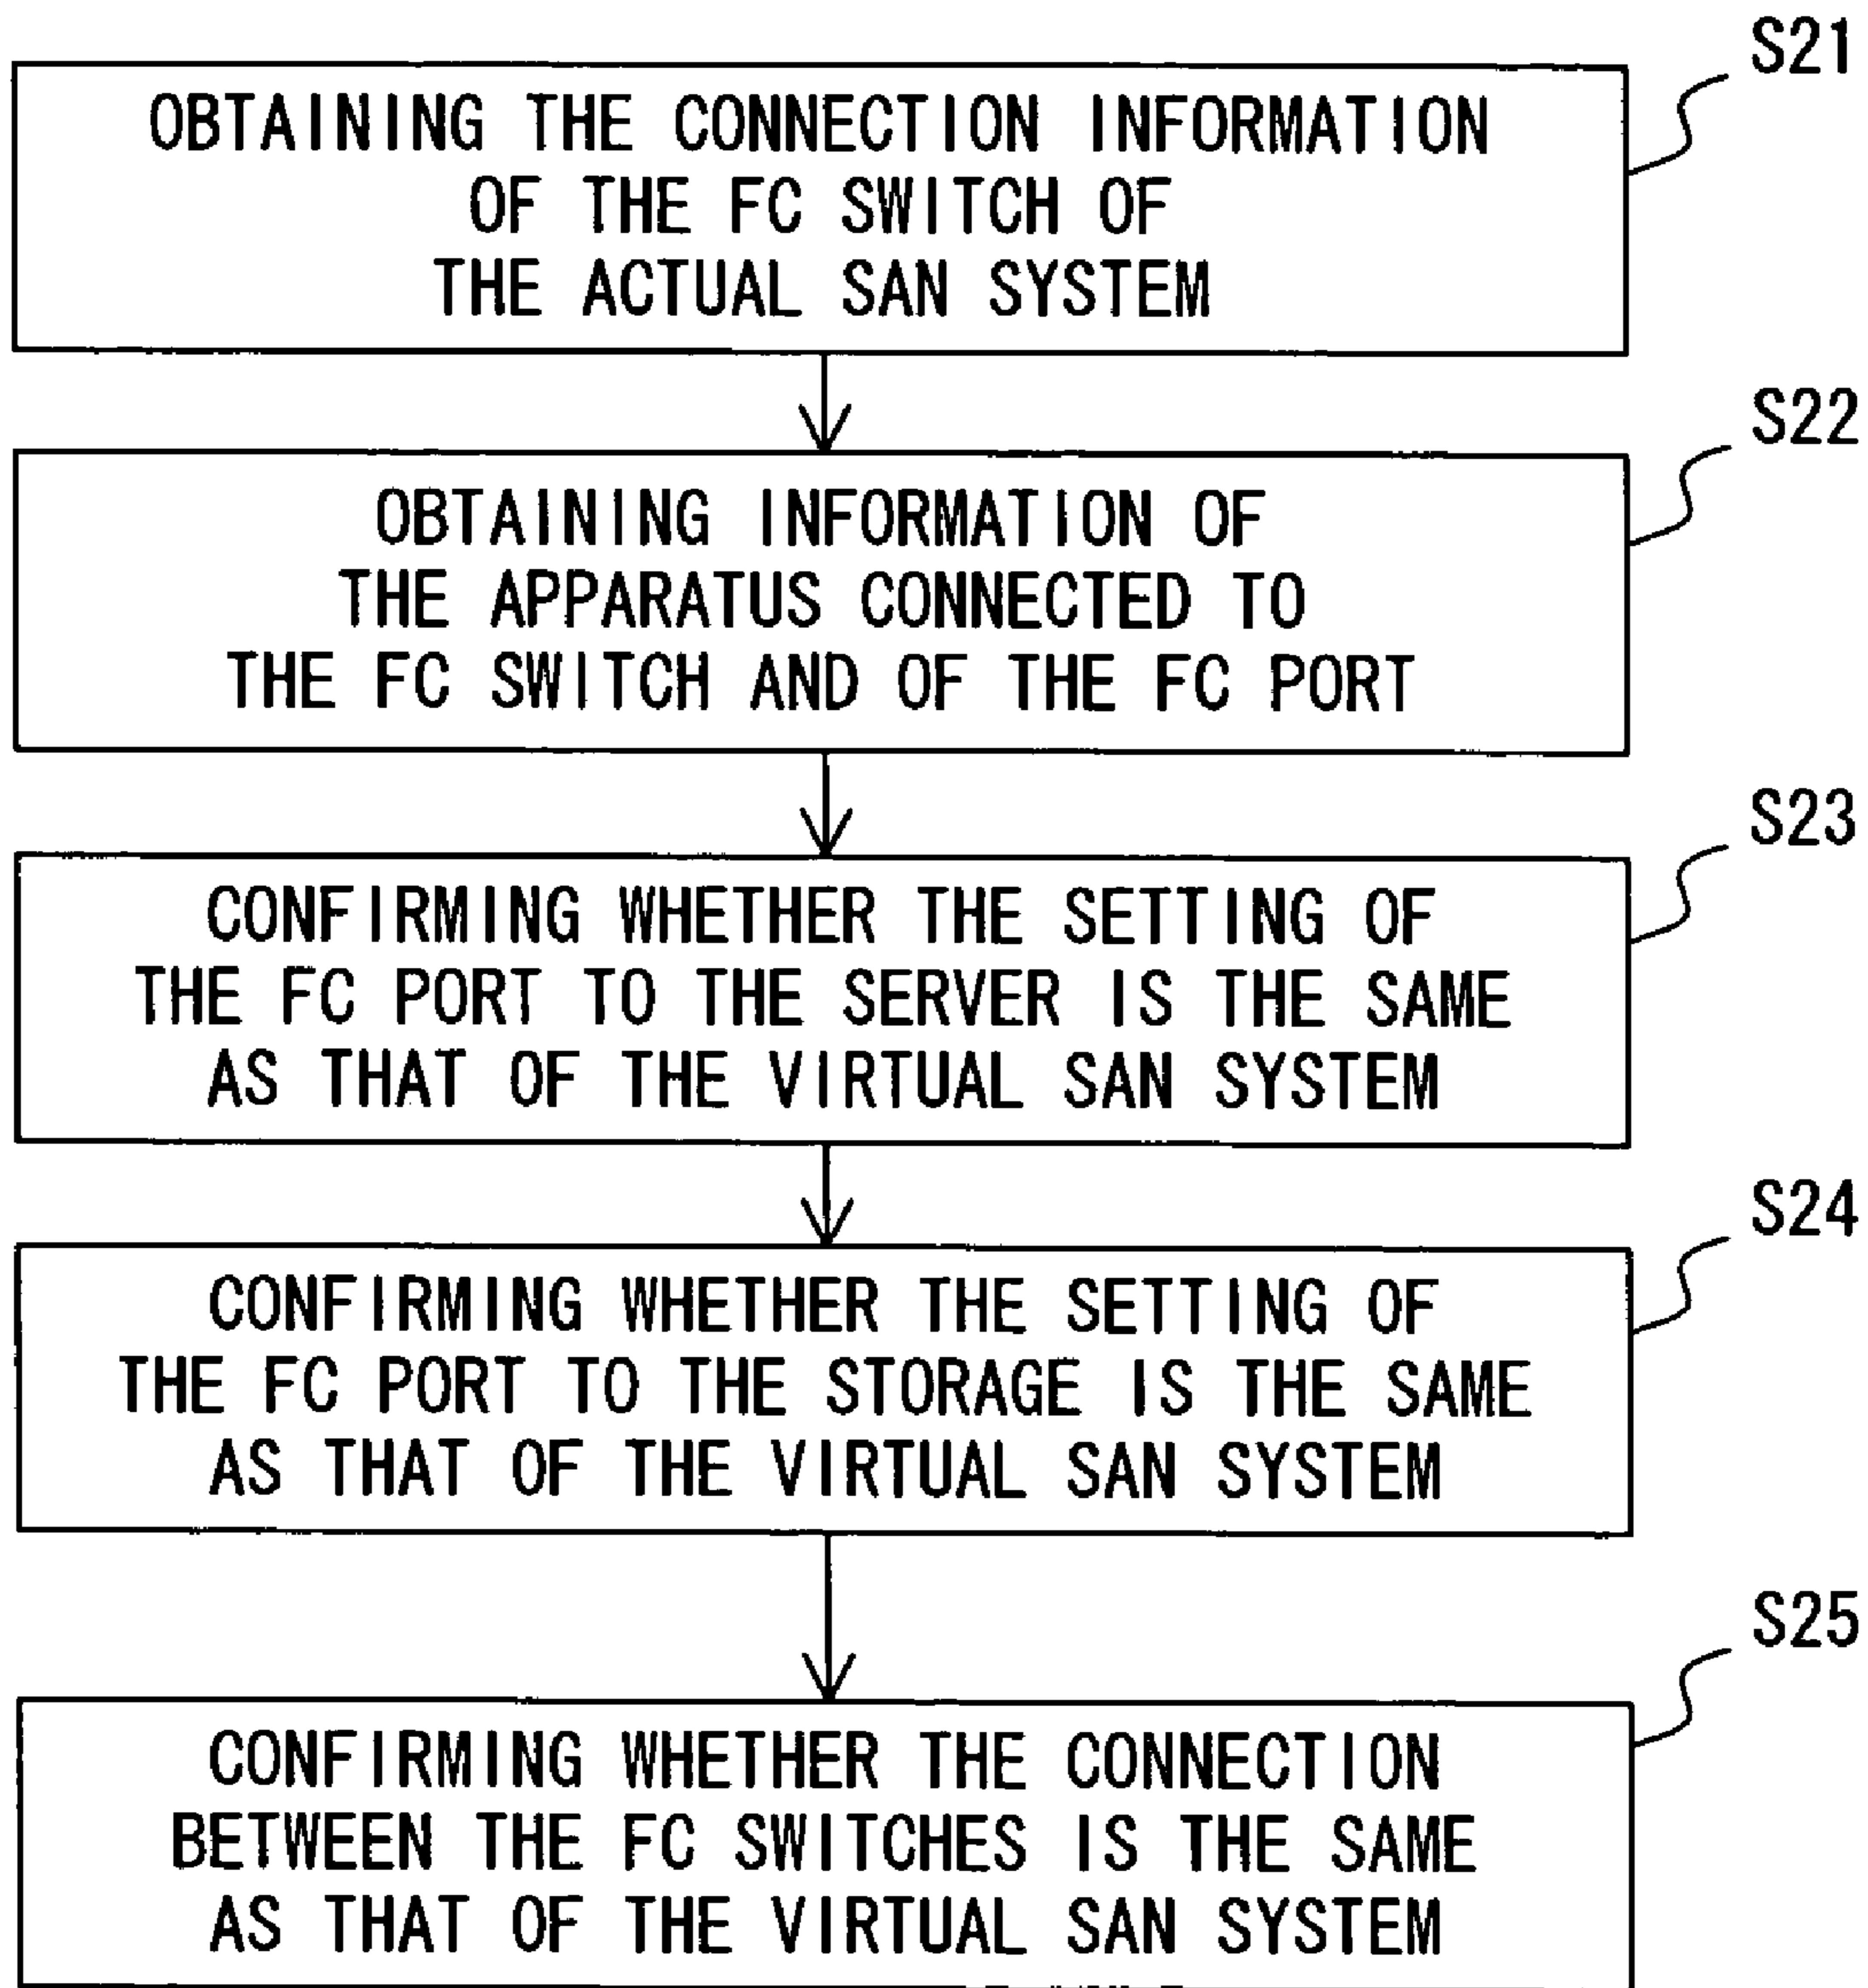 S21
OBTAINING THE CONNECTION INFORMATION
OF THE FC SWITCH OF
THE ACTUAL SAN SYSTEM
S22
OBTAINING INFORMATION OF
THE APPARATUS CONNECTED TO
THE FC SWITCH AND OF THE FC PORT
S23
CONFIRMING WHETHER THE SETTING OF
THE FC PORT TO THE SERVER IS THE SAME
AS THAT OF THE VIRTUAL SAN SYSTEM
S24
CONFIRMING WHETHER THE SETTING OF
THE FC PORT TO THE STORAGE IS THE SAME
AS THAT OF THE VIRTUAL SAN SYSTEM
S25
CONFIRMING WHETHER THE CONNECTION
BETWEEN THE FC SWITCHES IS THE SAME
AS THAT OF THE VIRTUAL SAN SYSTEM